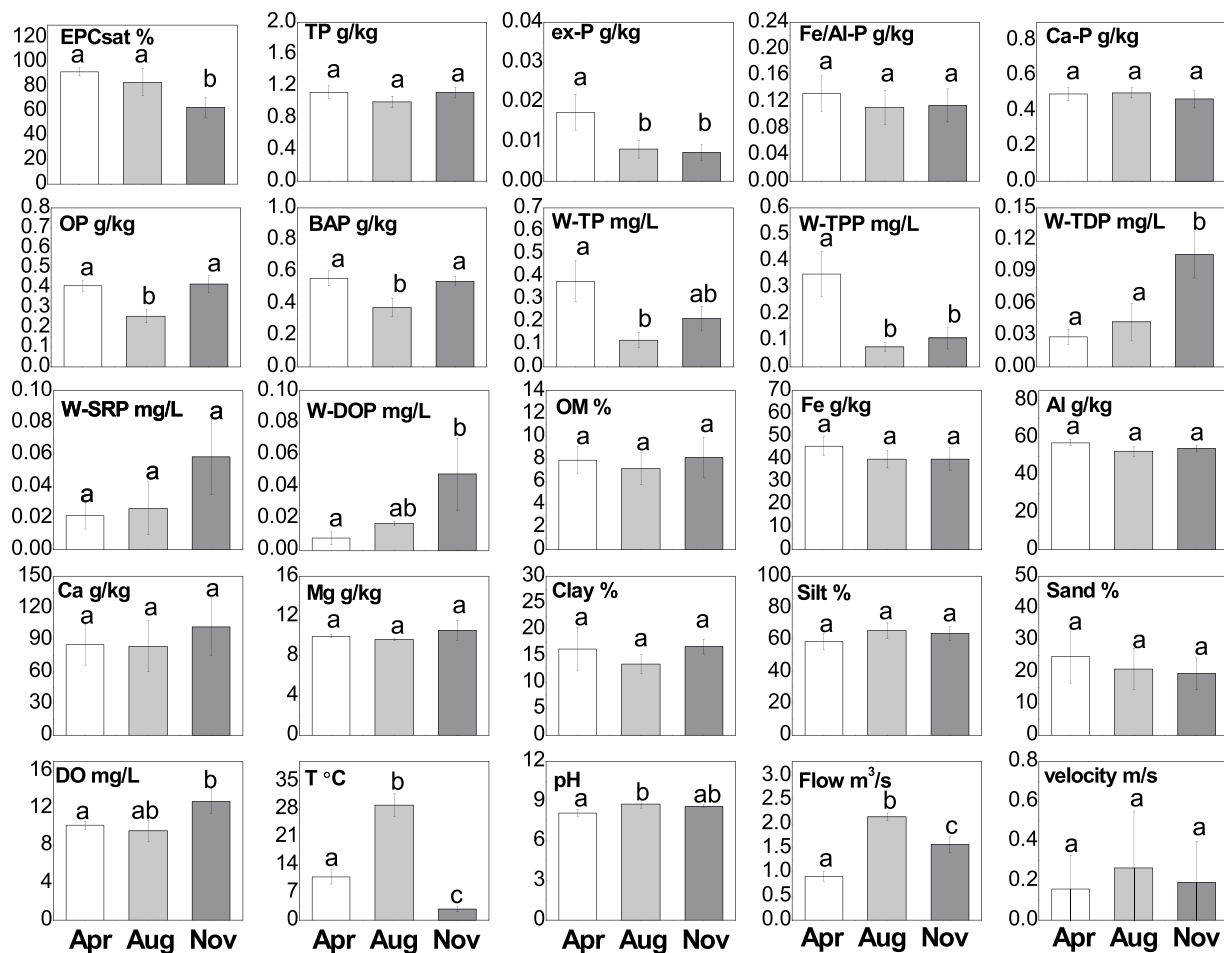 EPCsat %
120
100
80
60
40
20
0
a
a
b
TP g/kg
2.0
1.6
1.2
0.8
0.4
0.0
a
a
a
ex-P g/kg
0.04
0.03
0.02
0.01
0.00
a
b
b
Fe/Al-P g/kg
0.24
0.20
0.16
0.12
0.08
0.04
0.00
a
a
a
Ca-P g/kg
0.8
0.6
0.4
0.2
0.0
a
a
a
OP g/kg
0.8
0.7
0.6
0.5
0.4
0.3
0.2
0.1
0.0
a
b
a
BAP g/kg
1.0
0.8
0.6
0.4
0.2
0.0
a
b
a
W-TP mg/L
0.7
0.6
0.5
0.4
0.3
0.2
0.1
0.0
a
b
ab
W-TPP mg/L
0.6
0.5
0.4
0.3
0.2
0.1
0.0
a
b
b
W-TDP mg/L
0.15
0.12
0.09
0.06
0.03
0.00
a
a
b
W-SRP mg/L
0.10
0.08
0.06
0.04
0.02
0.00
a
a
a
W-DOP mg/L
0.10
0.08
0.06
0.04
0.02
0.00
a
ab
b
OM %
14
12
10
8
6
4
2
0
a
a
a
Fe g/kg
70
60
50
40
30
20
10
0
a
a
a
Al g/kg
80
60
40
20
0
a
a
a
Ca g/kg
150
120
90
60
30
0
a
a
a
Mg g/kg
16
12
8
4
0
a
a
a
Clay %
30
25
20
15
10
5
0
a
a
a
Silt %
100
80
60
40
20
0
a
a
a
Sand %
50
40
30
20
10
0
a
a
a
DO mg/L
16
12
8
4
0
a
ab
b
Apr Aug Nov
T °C
35
28
21
14
7
0
a
b
c
Apr Aug Nov
pH
12
9
6
3
0
a
b
ab
Apr Aug Nov
Flow m³/s
3.0
2.5
2.0
1.5
1.0
0.5
0.0
a
b
c
Apr Aug Nov
velocity m/s
0.8
0.6
0.4
0.2
0.0
a
a
a
Apr Aug Nov